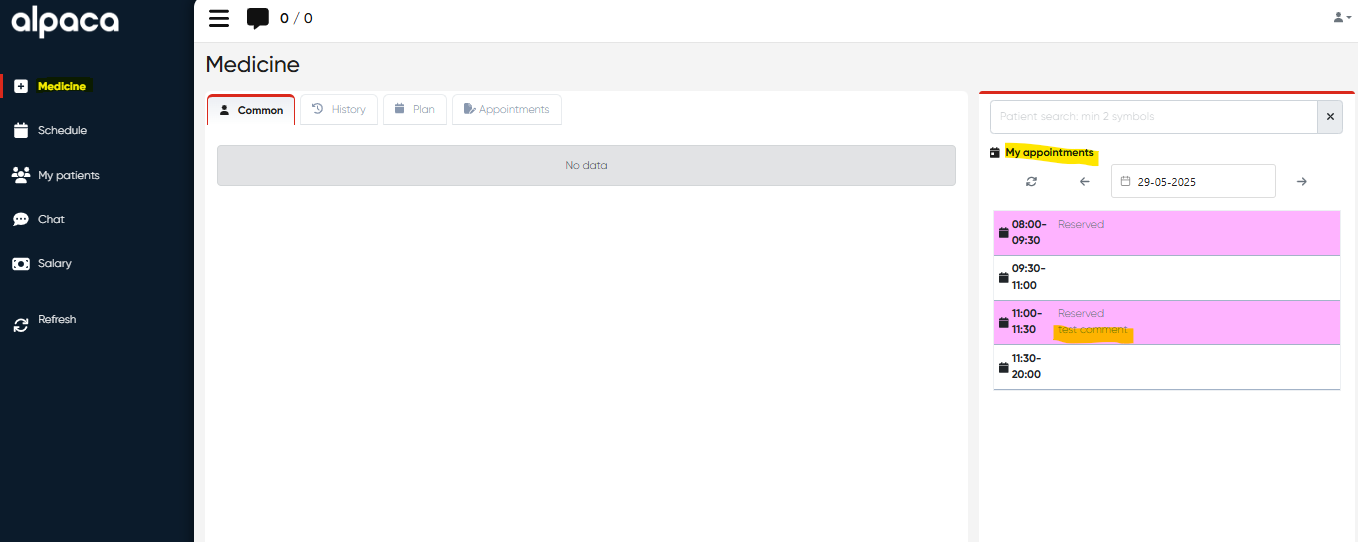 alpaca
0 / 0
Medicine
Schedule
My patients
Chat
Salary
Refresh
Medicine
Common
History
Plan
Appointments
No data
Patient search: min 2 symbols
My appointments
29-05-2025
08:00-
09:30
Reserved
09:30-
11:00
11:00-
11:30
Reserved
test comment
11:30-
20:00